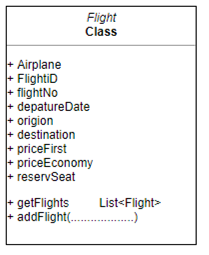 Flight
Class
+ Airplane
+ FlightiD
+ flightNo
+ depatureDate
+ origion
+ destination
+ priceFirst
+ priceEconomy
+ reservSeat
+ getFlights List<Flight>
+ addFlight(...................)